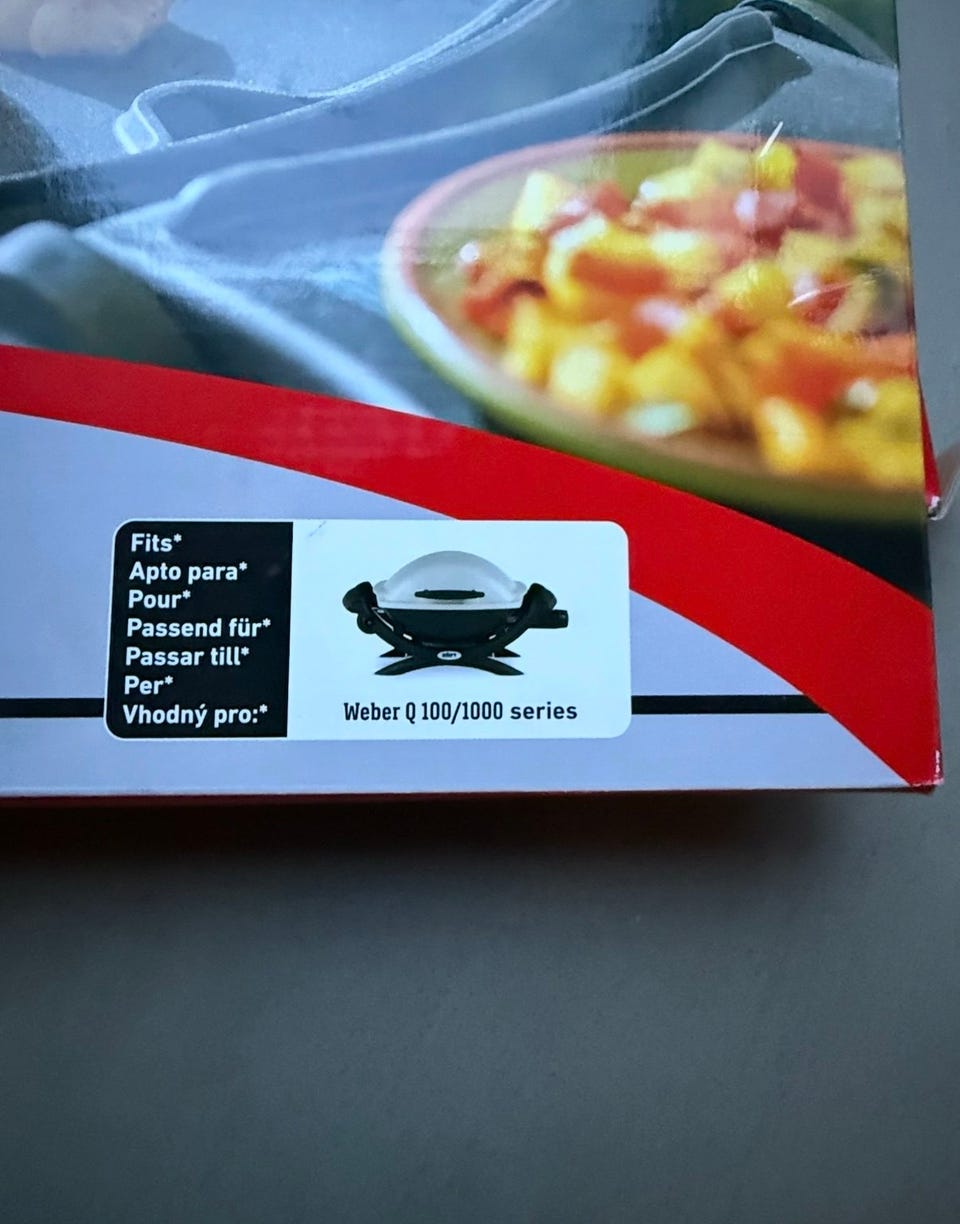 Fits*
Apto para*
Pour*
Passend für*
Passar till*
Per*
Vhodný pro:*
Weber Q 100/1000 series